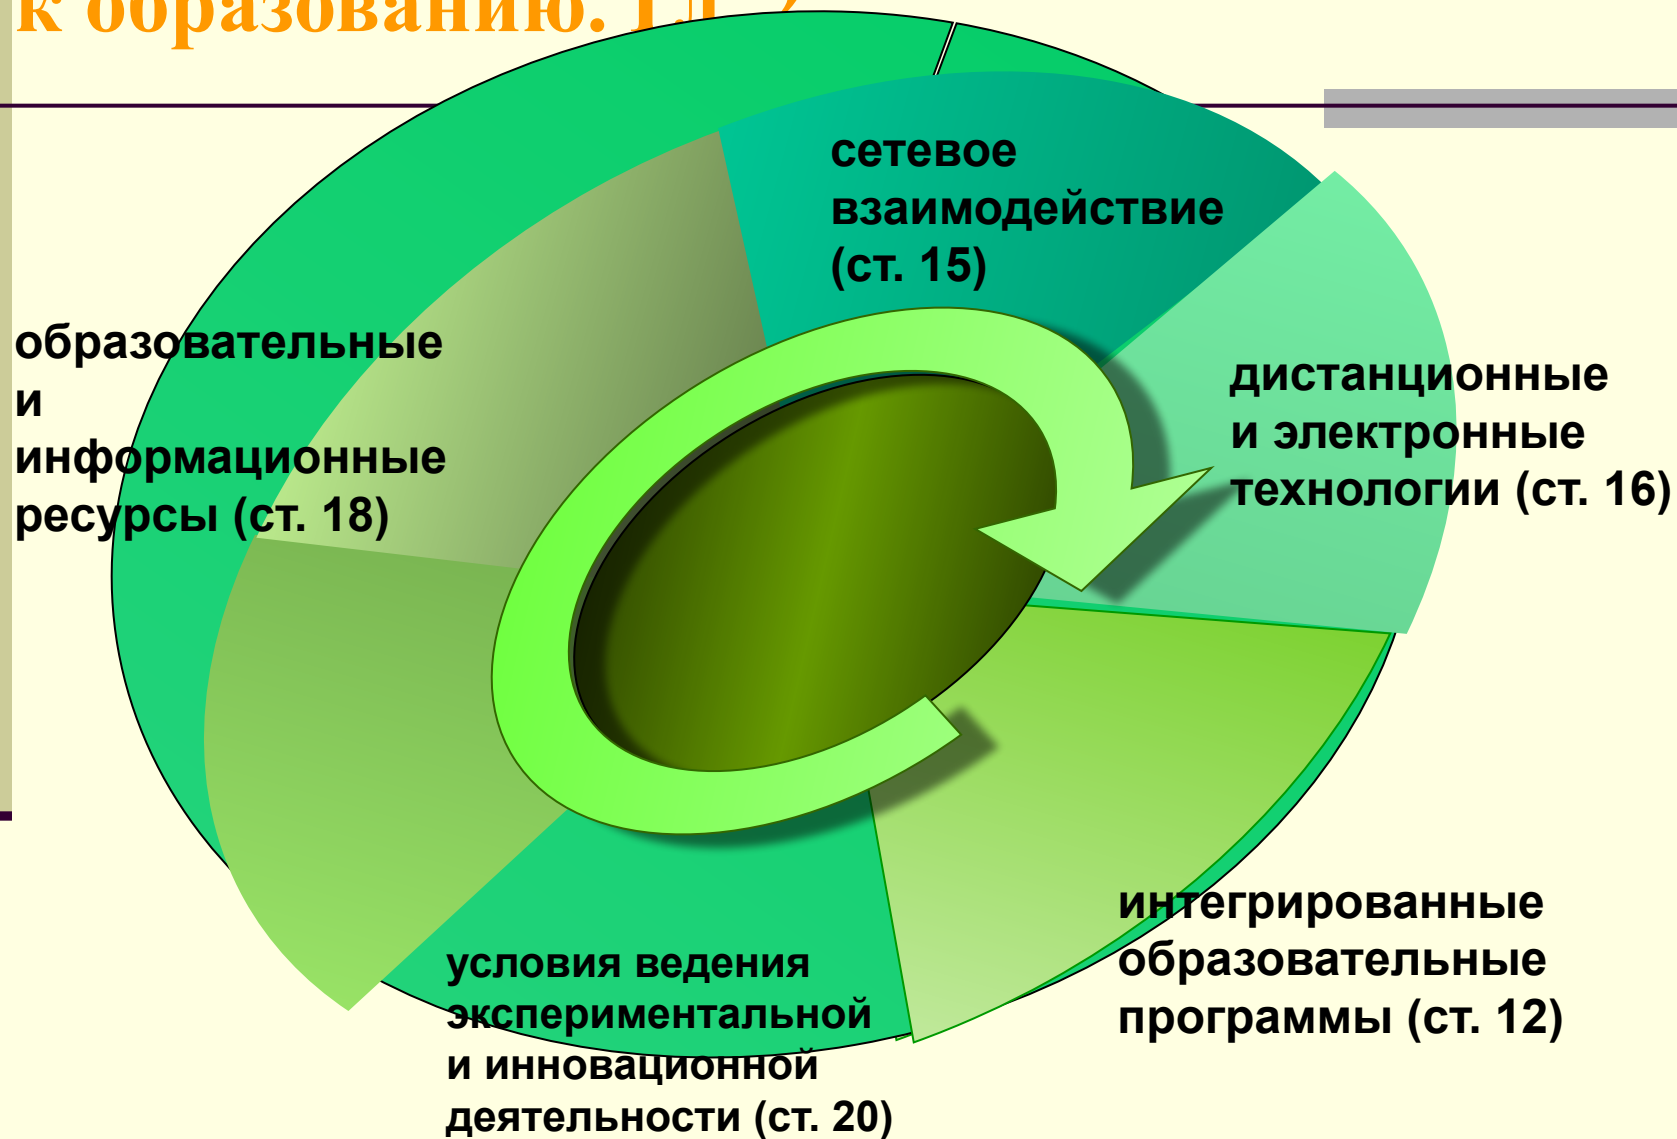 к образованию. Гл. 2
сетевое
взаимодействие
(ст. 15)
образовательные
и
информационные
ресурсы (ст. 18)
дистанционные
и электронные
технологии (ст. 16)
интегрированные
образовательные
программы (ст. 12)
условия ведения
экспериментальной
и инновационной
деятельности (ст. 20)